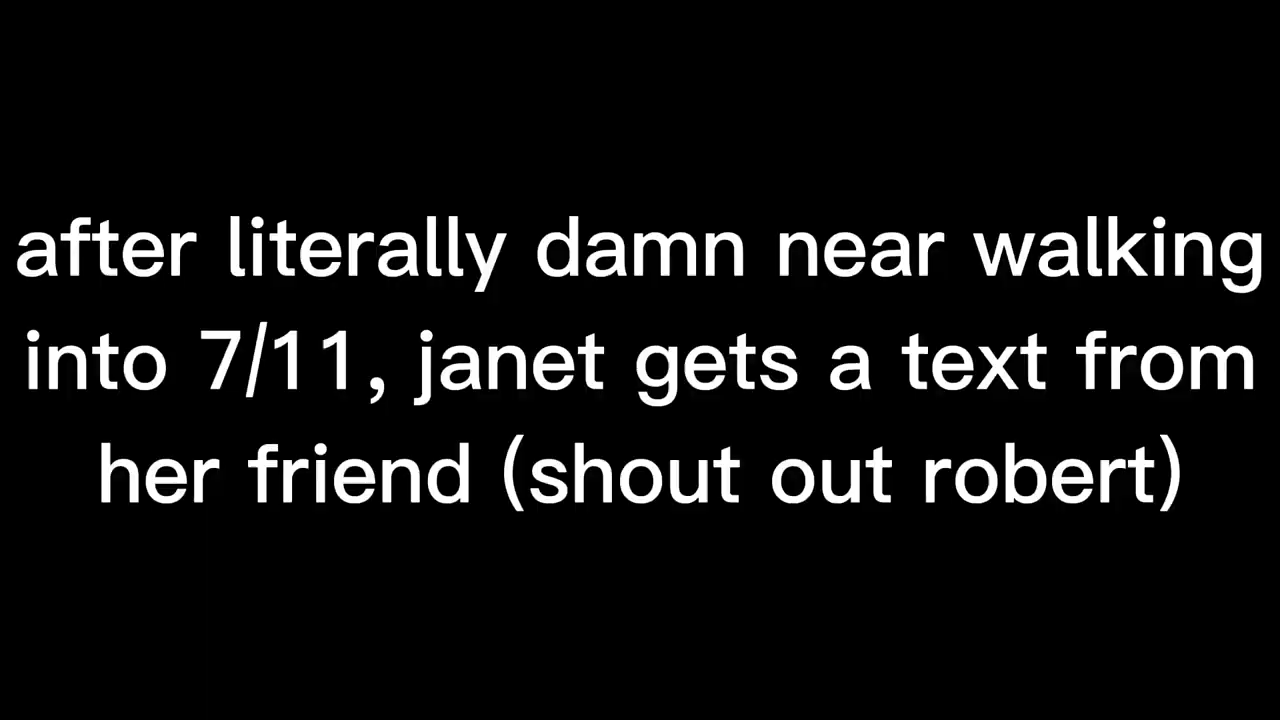 after literally damn near walking
into 7/11, janet gets a text from
her friend (shout out robert)